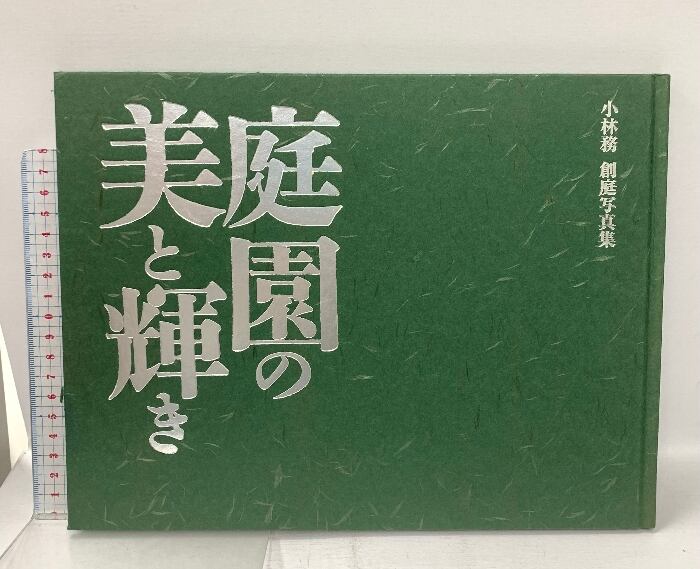 小林務 創庭写真集
庭園の
美と輝き